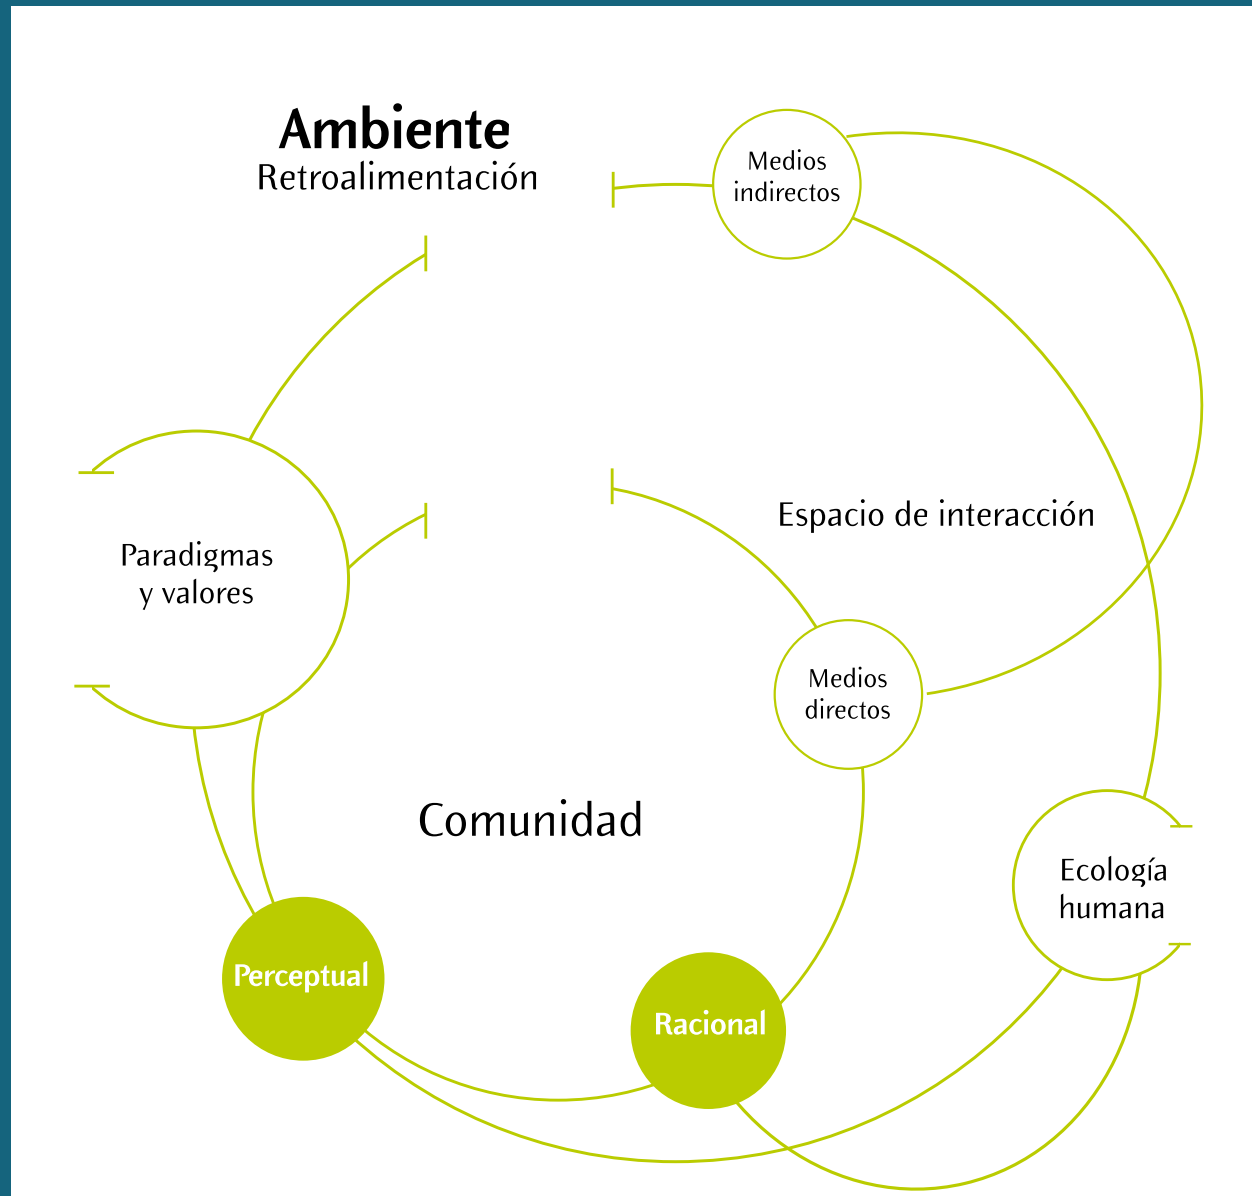 Ambiente
Retroalimentación
Medios
indirectos
Espacio de interacción
Paradigmas
y valores
Medios
directos
Comunidad
Ecología
humana
Perceptual
Racional